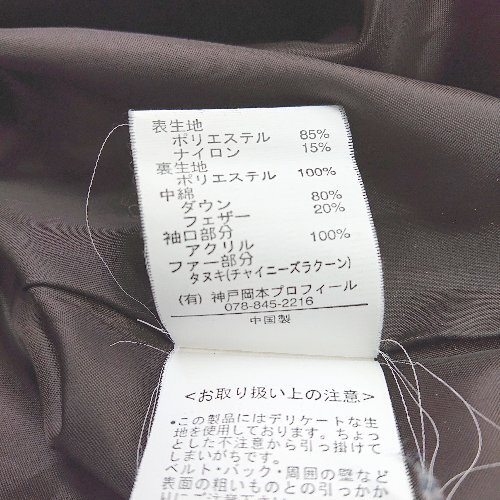 表生地
ポリエステル 85%
ナイロン 15%
裏生地
ポリエステル 100%
中綿
ダウン 80%
フェザー 20%
袖口部分
アクリル 100%
ファー部分
タヌキ(チャイニーズラクーン)
(有) 神戸岡本プロフィール
078-845-2216
中国製
<お取り扱い上の注意>
・この製品にはデリケートな生
地を使用しております。ちょっ
とした不注意から引っ掛けて
しまいがちです。
ベルト・バック・周囲の壁など
表面の粗いものとの引っかか
りにご注意下さい